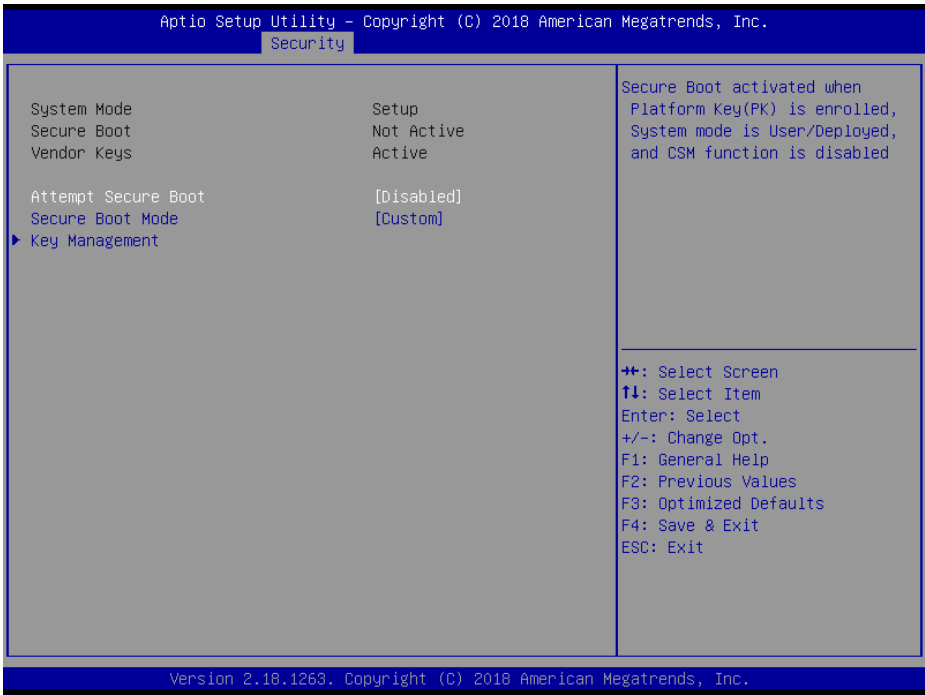 Aptio Setup Utility – Copyright (C) 2018 American Megatrends, Inc.
Security
System Mode Setup
Secure Boot Not Active
Vendor Keys Active
Attempt Secure Boot [Disabled]
Secure Boot Mode [Custom]
Key Management
Secure Boot activated when
Platform Key(PK) is enrolled,
System mode is User/Deployed,
and CSM function is disabled
→←: Select Screen
↑↓: Select Item
Enter: Select
+/-: Change Opt.
F1: General Help
F2: Previous Values
F3: Optimized Defaults
F4: Save & Exit
ESC: Exit
Version 2.18.1263. Copyright (C) 2018 American Megatrends, Inc.